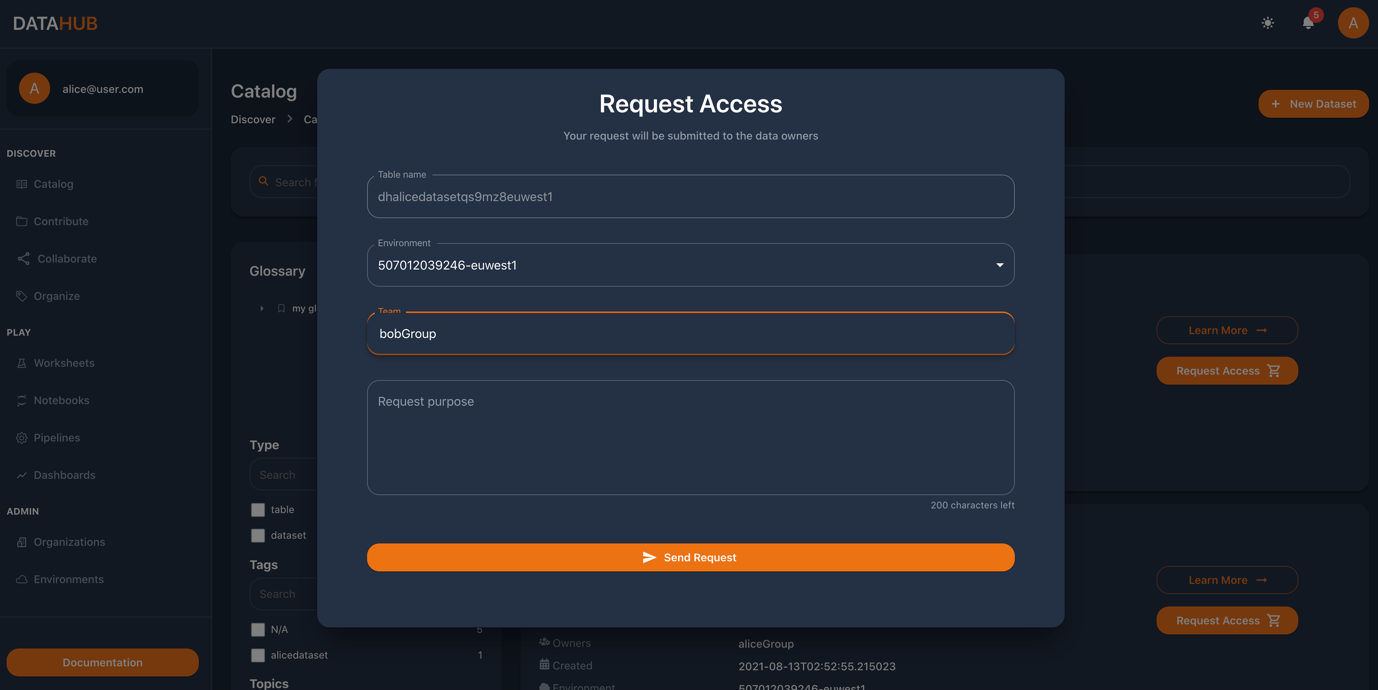 DATAHUB
5
A
A
alice@user.com
DISCOVER
Catalog
Contribute
Collaborate
Organize
PLAY
Worksheets
Notebooks
Pipelines
Dashboards
ADMIN
Organizations
Environments
Documentation
Catalog
Discover > Ca
+ New Dataset
Search
Glossary
my gl
Type
Search
table
dataset
Tags
Search
N/A 5
alicedataset 1
Topics
Request Access
Your request will be submitted to the data owners
Table name
dhalicedatasetqs9mz8euwest1
Environment
507012039246-euwest1
Team
bobGroup
Request purpose
200 characters left
Send Request
Learn More →
Request Access
Learn More →
Request Access
Owners aliceGroup
Created 2021-08-13T02:52:55.215023
Environment 507012039246-euwest1